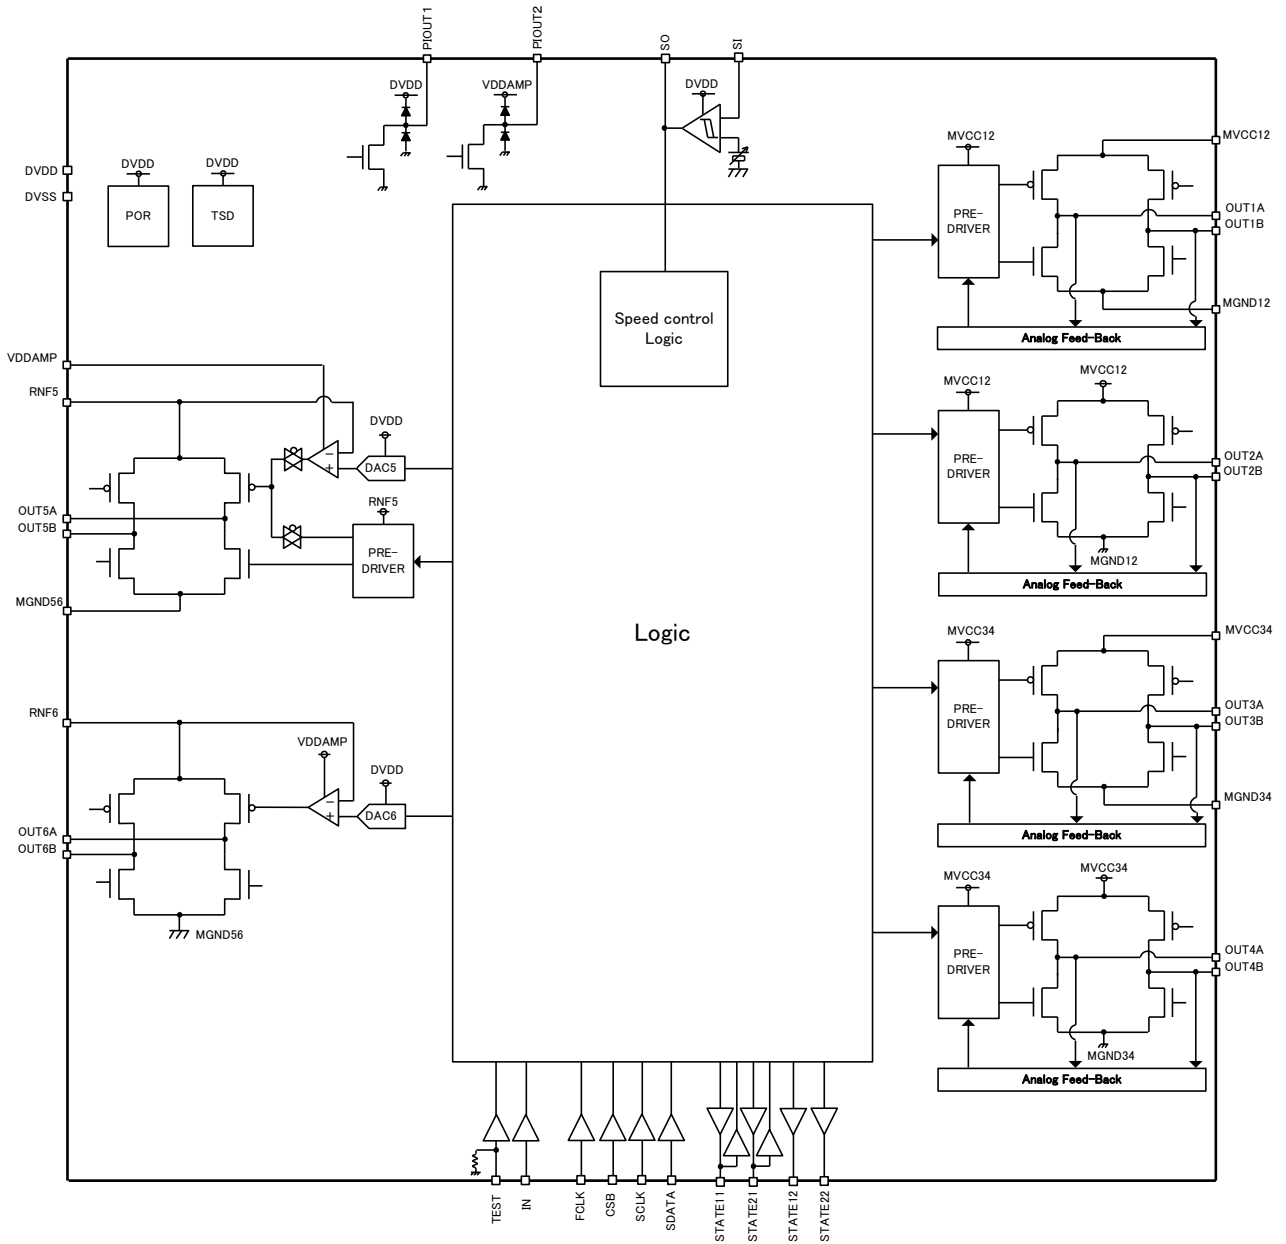 PIOUT1
PIOUT2
SO
SI
DVDD
VDDAMP
DVDD
MVCC12
MVCC12
DVDD
DVSS
DVDD
DVDD
POR
TSD
PRE-
DRIVER
OUT1A
OUT1B
MGND12
Analog Feed-Back
Speed control
Logic
VDDAMP
RNF5
DVDD
-
+
DAC5
RNF5
PRE-
DRIVER
OUT5A
OUT5B
MGND56
MVCC12
MVCC12
PRE-
DRIVER
OUT2A
OUT2B
MGND12
Analog Feed-Back
Logic
MVCC34
MVCC34
PRE-
DRIVER
OUT3A
OUT3B
MGND34
Analog Feed-Back
RNF6
VDDAMP
DVDD
-
+
DAC6
OUT6A
OUT6B
MGND56
MVCC34
MVCC34
PRE-
DRIVER
OUT4A
OUT4B
MGND34
Analog Feed-Back
TEST
IN
FCLK
CSB
SCLK
SDATA
STATE11
STATE21
STATE12
STATE22